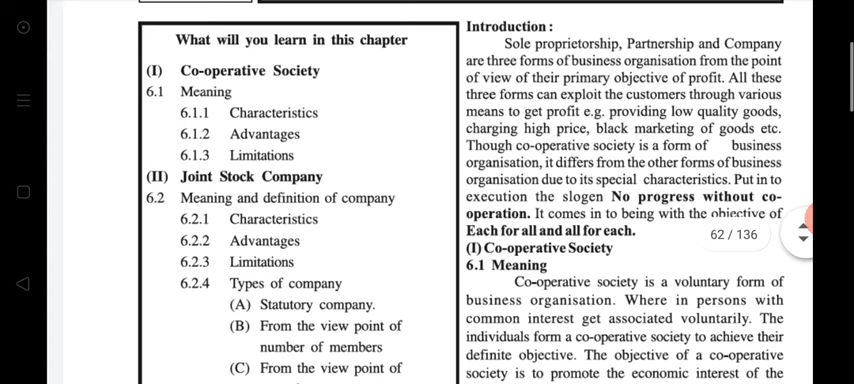 What will you learn in this chapter
(I) Co-operative Society
6.1 Meaning
6.1.1 Characteristics
6.1.2 Advantages
6.1.3 Limitations
(II) Joint Stock Company
6.2 Meaning and definition of company
6.2.1 Characteristics
6.2.2 Advantages
6.2.3 Limitations
6.2.4 Types of company
(A) Statutory company.
(B) From the view point of
number of members
(C) From the view point of
Introduction :
Sole proprietorship, Partnership and Company
are three forms of business organisation from the point
of view of their primary objective of profit. All these
three forms can exploit the customers through various
means to get profit e.g. providing low quality goods,
charging high price, black marketing of goods etc.
Though co-operative society is a form of business
organisation, it differs from the other forms of business
organisation due to its special characteristics. Put in to
execution the slogen No progress without co-
operation. It comes in to being with the objective of
Each for all and all for each.
(I) Co-operative Society
6.1 Meaning
Co-operative society is a voluntary form of
business organisation. Where in persons with
common interest get associated voluntarily. The
individuals form a co-operative society to achieve their
definite objective. The objective of a co-operative
society is to promote the economic interest of the
62 / 136